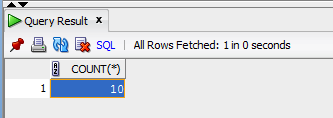 Query Result x
SQL | All Rows Fetched: 1 in 0 seconds
COUNT(*)
1 10